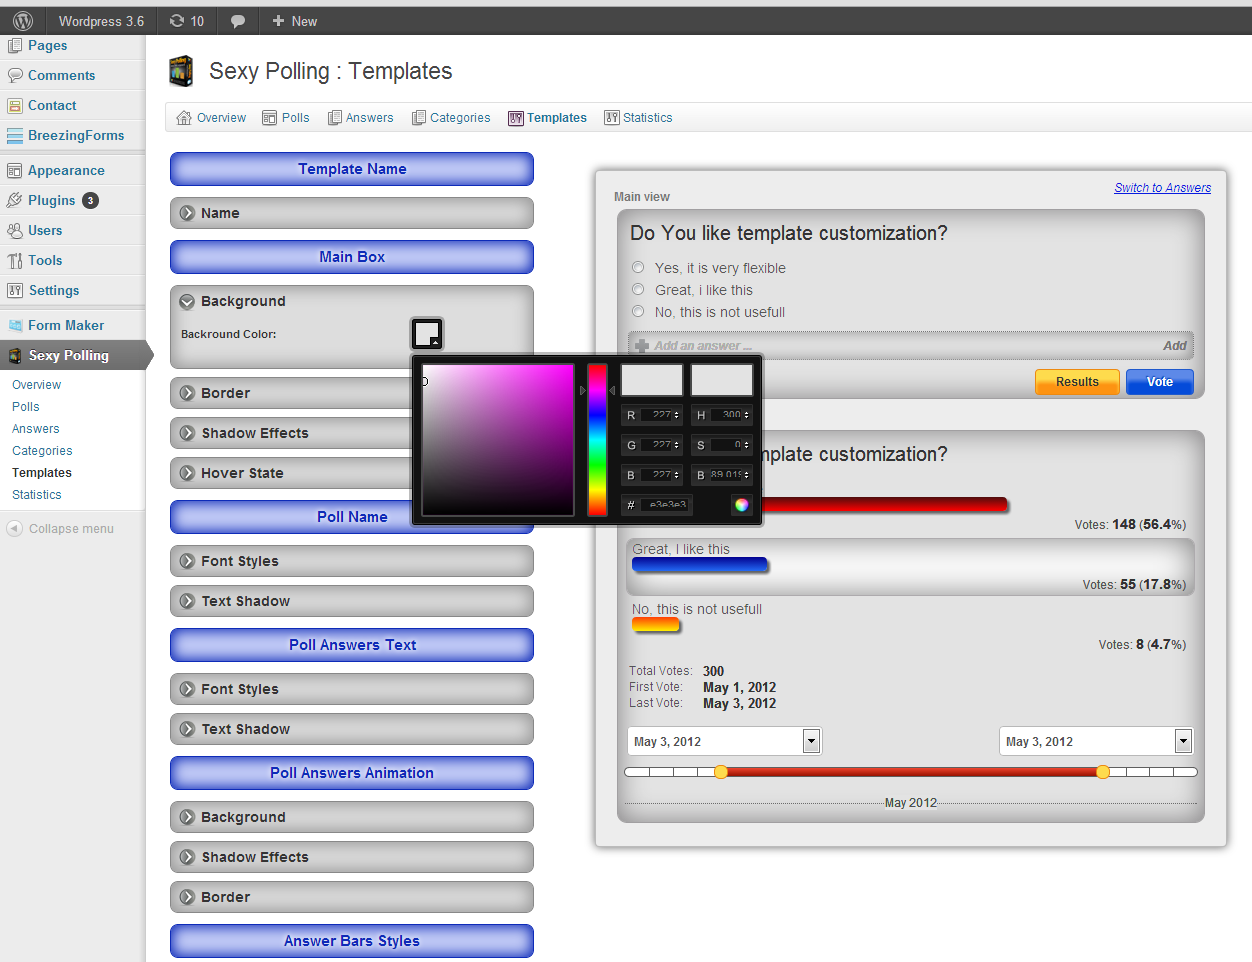 Wordpress 3.6
10
New
Pages
Comments
Contact
BreezingForms
Appearance
Plugins 3
Users
Tools
Settings
Form Maker
Sexy Polling
Overview
Polls
Answers
Categories
Templates
Statistics
Collapse menu
Sexy Polling : Templates
Overview Polls Answers Categories Templates Statistics
Template Name
Name
Main Box
Background
Backround Color:
Border
Shadow Effects
Hover State
Poll Name
Font Styles
Text Shadow
Poll Answers Text
Font Styles
Text Shadow
Poll Answers Animation
Background
Shadow Effects
Border
Answer Bars Styles
R 227 H 300
G 227 S 0
B 227 B 89.019
# e3e3e3
Switch to Answers
Main view
Do You like template customization?
Yes, it is very flexible
Great, i like this
No, this is not usefull
Add an answer ... Add
Results Vote
mplate customization?
Votes: 148 (56.4%)
Great, I like this
Votes: 55 (17.8%)
No, this is not usefull
Votes: 8 (4.7%)
Total Votes: 300
First Vote: May 1, 2012
Last Vote: May 3, 2012
May 3, 2012 May 3, 2012
May 2012